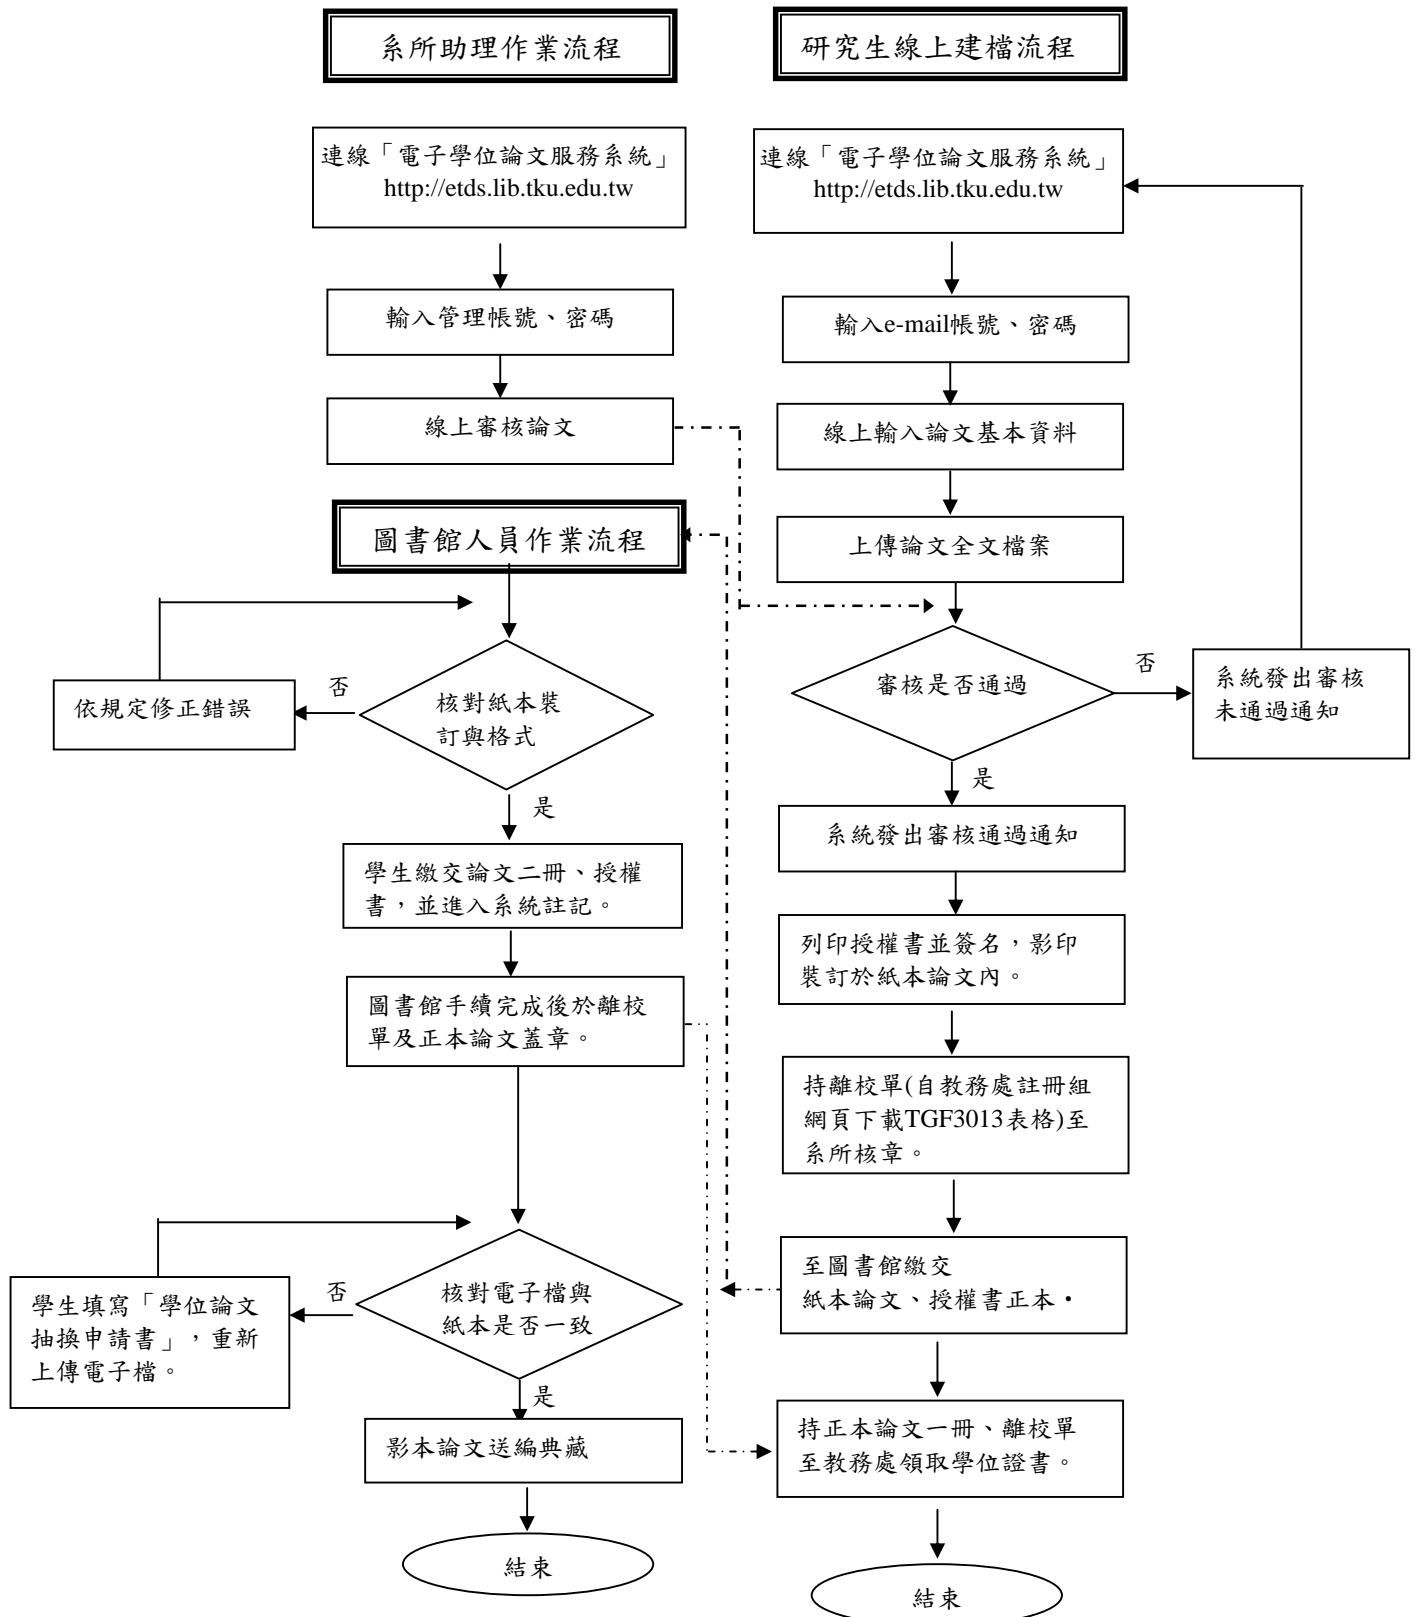 系所助理作業流程
連線「電子學位論文服務系統」
http://etds.lib.tku.edu.tw
輸入管理帳號、密碼
線上審核論文
圖書館人員作業流程
核對紙本裝
訂與格式
否
依規定修正錯誤
是
學生繳交論文二冊、授權
書，並進入系統註記。
圖書館手續完成後於離校
單及正本論文蓋章。
核對電子檔與
紙本是否一致
否
學生填寫「學位論文
抽換申請書」，重新
上傳電子檔。
是
影本論文送編典藏
結束
研究生線上建檔流程
連線「電子學位論文服務系統」
http://etds.lib.tku.edu.tw
輸入e-mail帳號、密碼
線上輸入論文基本資料
上傳論文全文檔案
審核是否通過
否
系統發出審核
未通過通知
是
系統發出審核通過通知
列印授權書並簽名，影印
裝訂於紙本論文內。
持離校單(自教務處註冊組
網頁下載TGF3013表格)至
系所核章。
至圖書館繳交
紙本論文、授權書正本•
持正本論文一冊、離校單
至教務處領取學位證書。
結束